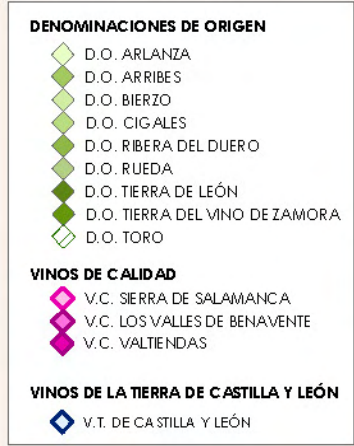 DENOMINACIONES DE ORIGEN
D.O. ARLANZA
D.O. ARRIBES
D.O. BIERZO
D.O. CIGALES
D.O. RIBERA DEL DUERO
D.O. RUEDA
D.O. TIERRA DE LEÓN
D.O. TIERRA DEL VINO DE ZAMORA
D.O. TORO
VINOS DE CALIDAD
V.C. SIERRA DE SALAMANCA
V.C. LOS VALLES DE BENAVENTE
V.C. VALTIENDAS
VINOS DE LA TIERRA DE CASTILLA Y LEÓN
V.T. DE CASTILLA Y LEÓN